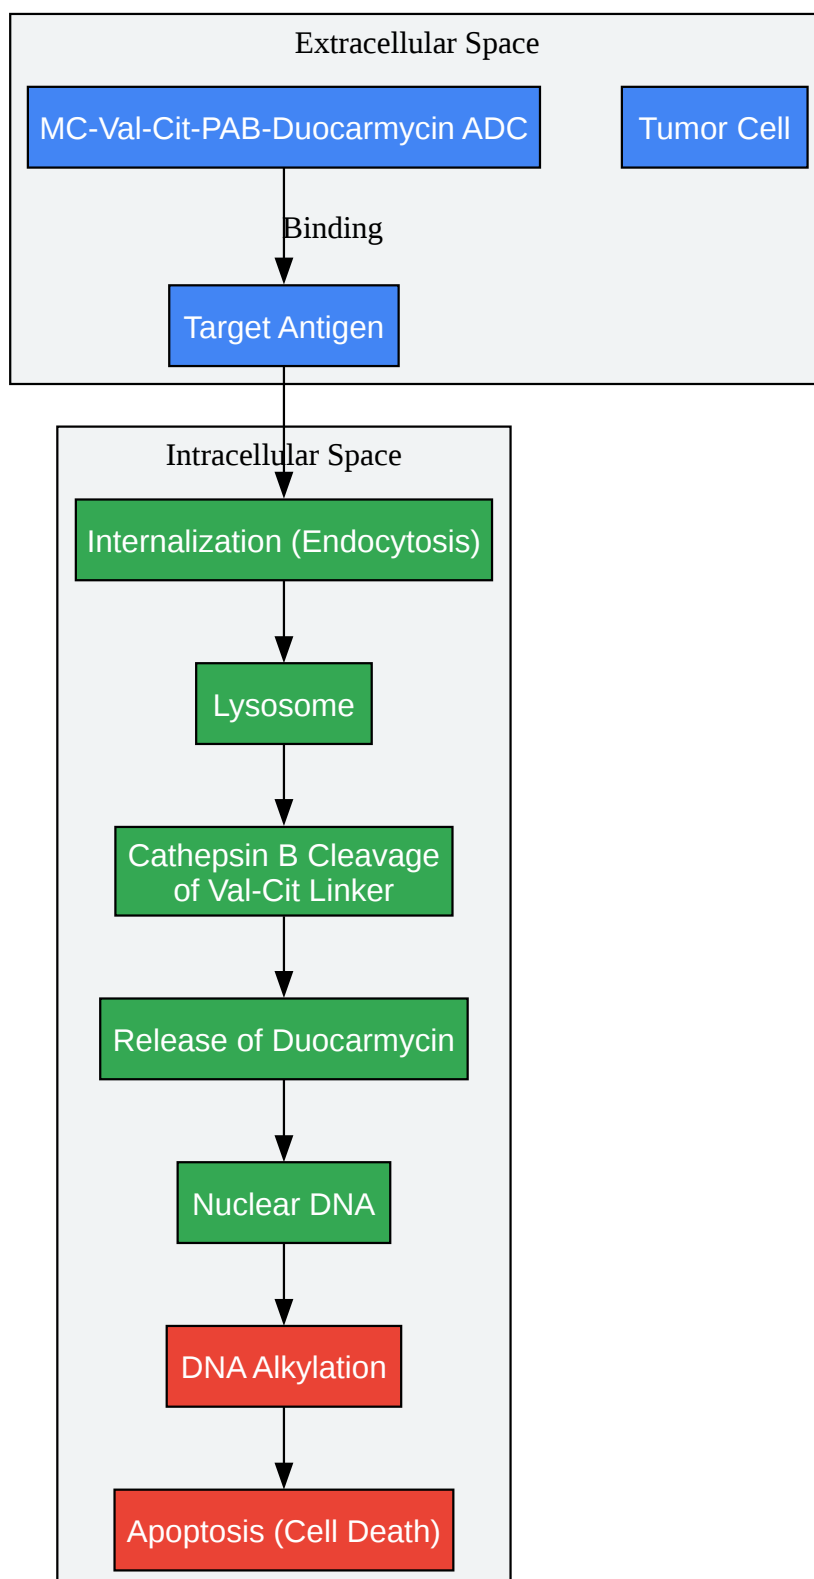 Extracellular Space
MC-Val-Cit-PAB-Duocarmycin ADC
Tumor Cell
Binding
Target Antigen
Intracellular Space
Internalization (Endocytosis)
Lysosome
Cathepsin B Cleavage
of Val-Cit Linker
Release of Duocarmycin
Nuclear DNA
DNA Alkylation
Apoptosis (Cell Death)